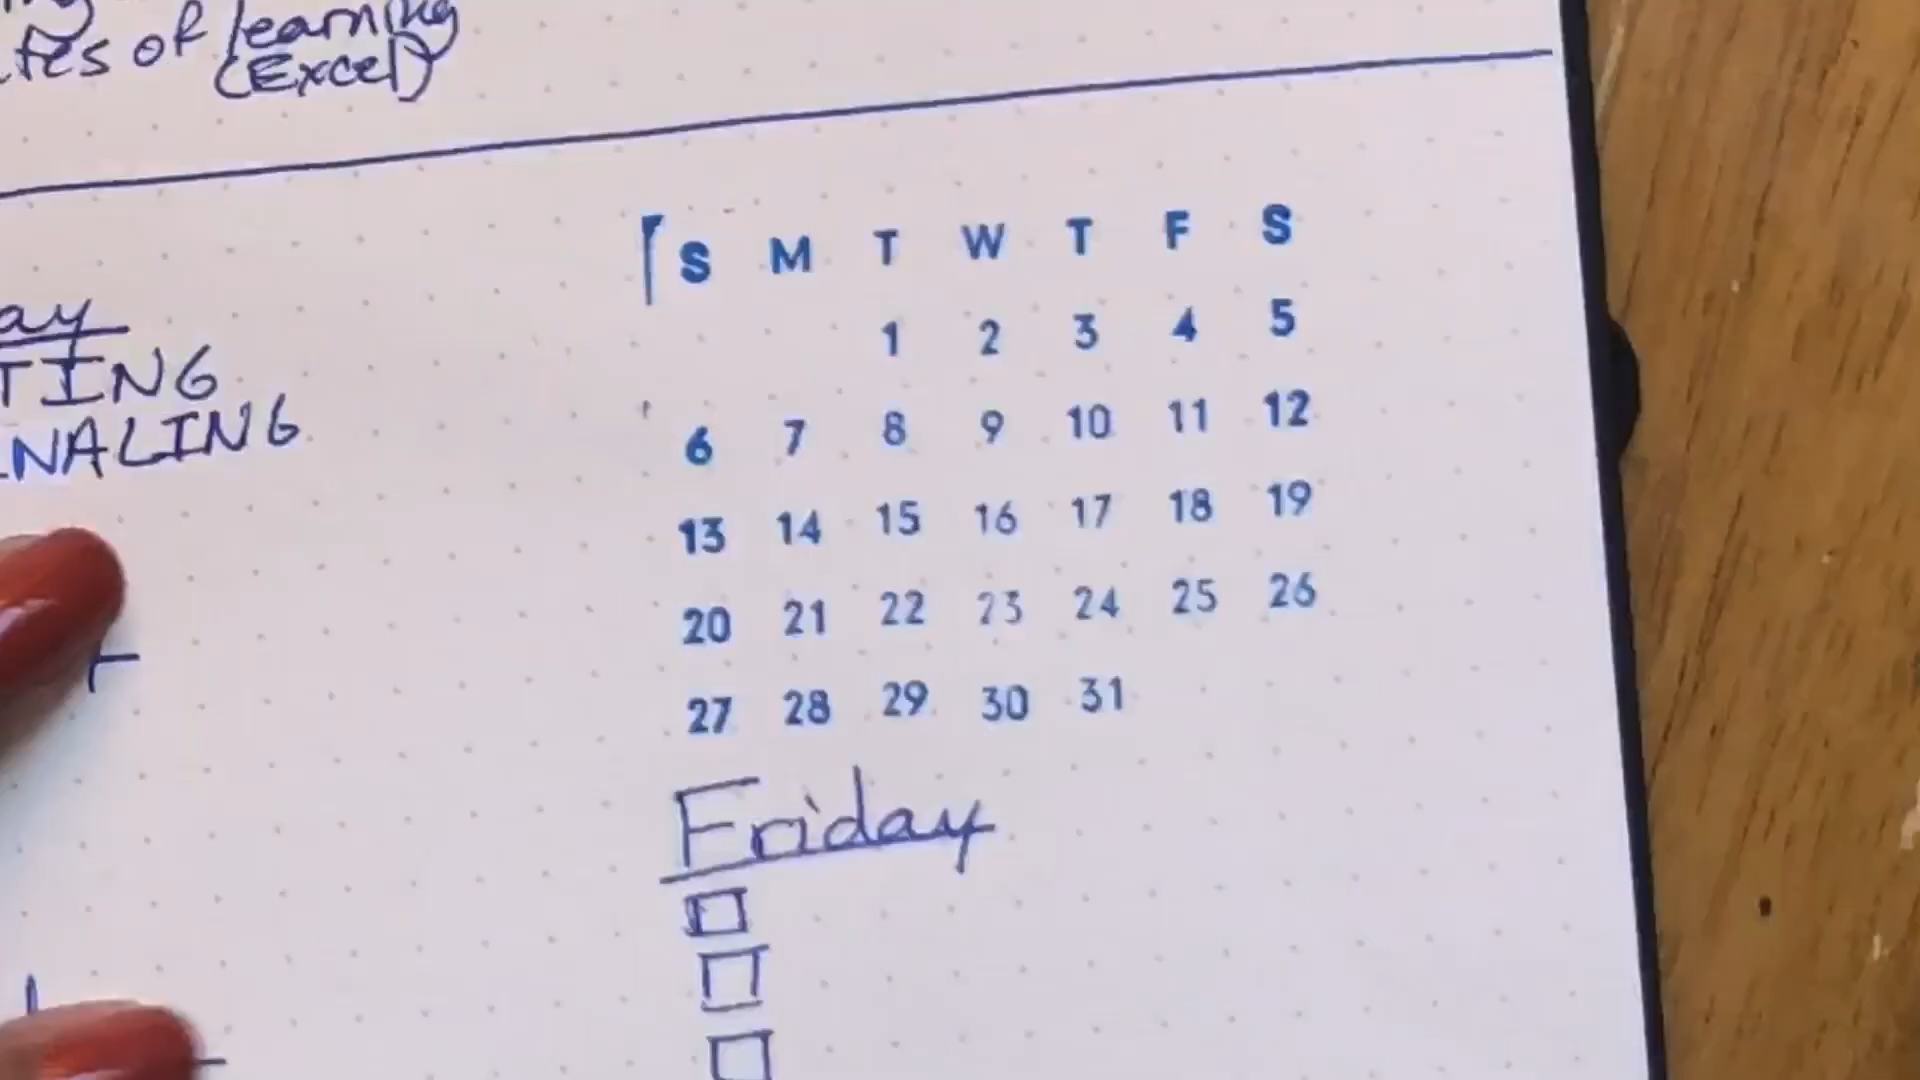 of learning
(Excel)
S M T W T F S
1 2 3 4 5
6 7 8 9 10 11 12
13 14 15 16 17 18 19
20 21 22 23 24 25 26
27 28 29 30 31
Friday